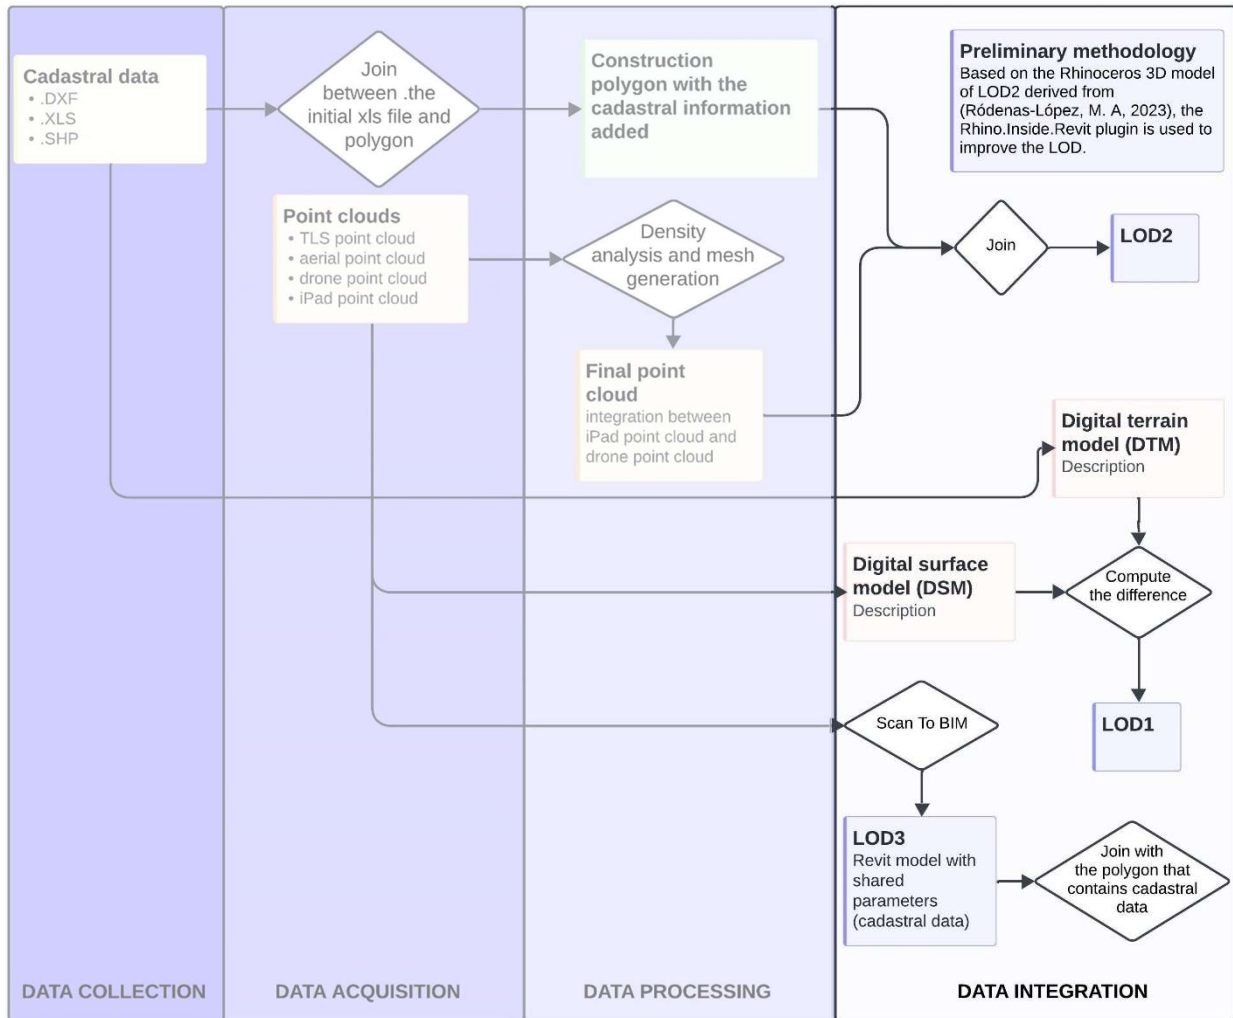 Cadastral data
• .DXF
• .XLS
• .SHP
Join
between .the
initial xls file and
polygon
Construction
polygon with the
cadastral information
added
Preliminary methodology
Based on the Rhinoceros 3D model
of LOD2 derived from
(Ródenas-López, M. A, 2023), the
Rhino.Inside.Revit plugin is used to
improve the LOD.
Point clouds
• TLS point cloud
• aerial point cloud
• drone point cloud
• iPad point cloud
Density
analysis and mesh
generation
Join
LOD2
Final point
cloud
integration between
iPad point cloud and
drone point cloud
Digital terrain
model (DTM)
Description
Digital surface
model (DSM)
Description
Compute
the difference
LOD1
Scan To BIM
LOD3
Revit model with
shared
parameters
(cadastral data)
Join with
the polygon that
contains cadastral
data
DATA COLLECTION
DATA ACQUISITION
DATA PROCESSING
DATA INTEGRATION